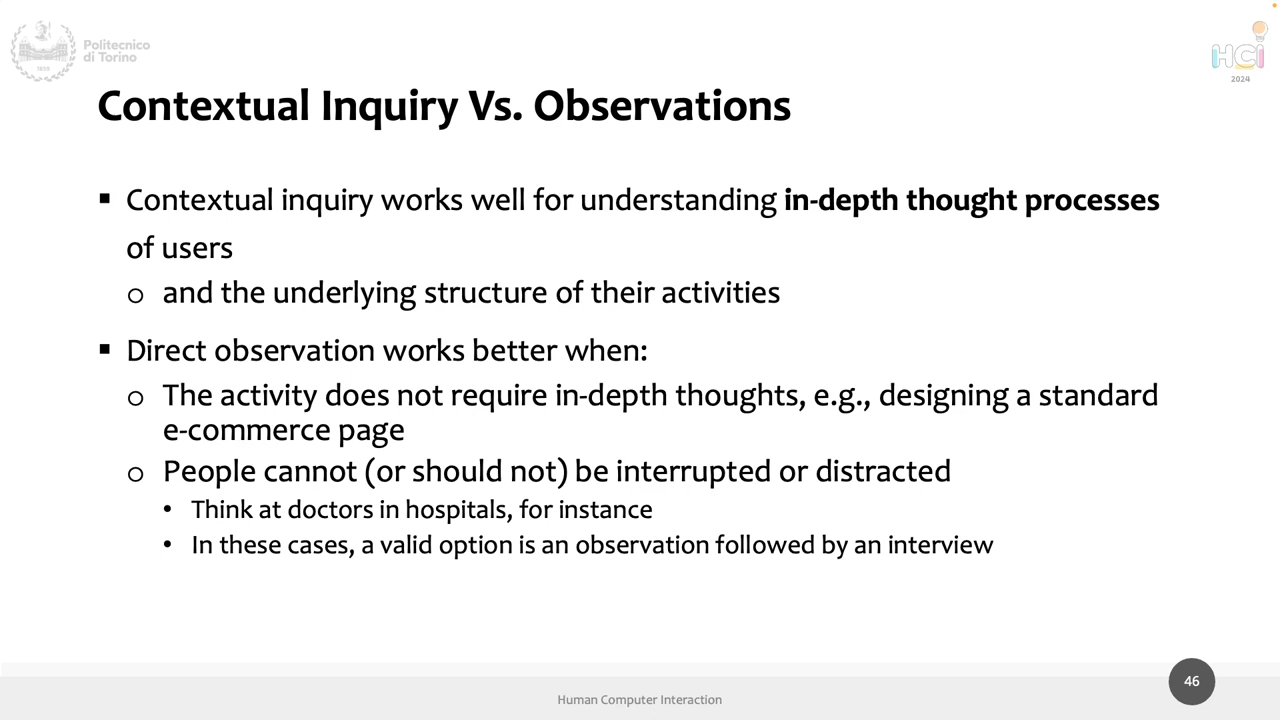 Politecnico
di Torino
1859
HCI
2024
Contextual Inquiry Vs. Observations
▪ Contextual inquiry works well for understanding in-depth thought processes
of users
o and the underlying structure of their activities
▪ Direct observation works better when:
o The activity does not require in-depth thoughts, e.g., designing a standard
e-commerce page
o People cannot (or should not) be interrupted or distracted
• Think at doctors in hospitals, for instance
• In these cases, a valid option is an observation followed by an interview
46
Human Computer Interaction